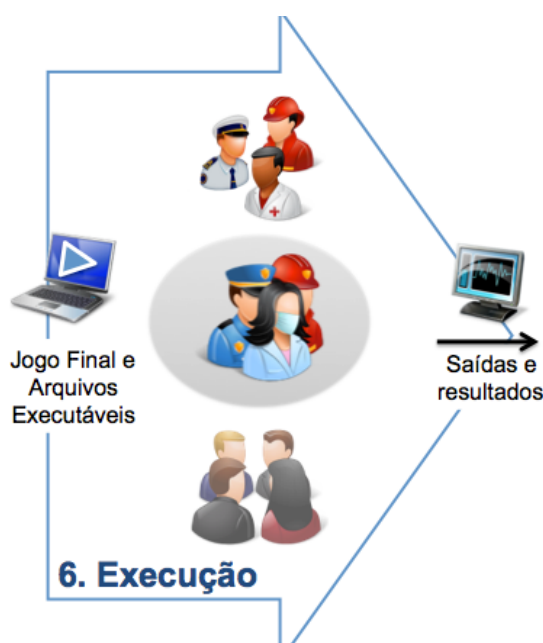 Jogo Final e
Arquivos
Executáveis
Saídas e
resultados
6. Execução